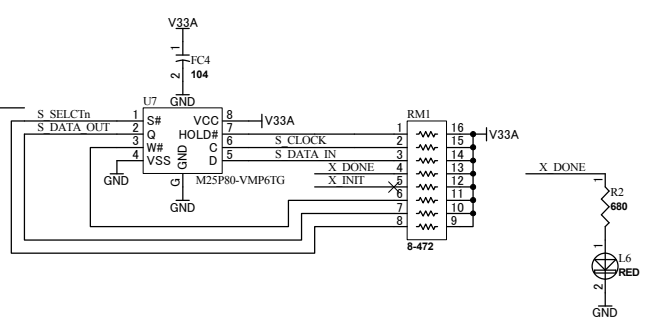 V33A
1
FC4
2
104
GND
U7
S_SELCTn 1 S# VCC 8 V33A
S_DATA_OUT 2 Q HOLD# 7
3 W# C 6 S_CLOCK
4 VSS D 5 S_DATA_IN
GND
GND
G
M25P80-VMP6TG
GND
RM1
1 16 V33A
2 15
3 14
X_DONE 4 13
X_INIT 5 12
6 11
7 10
8 9
8-472
X_DONE
1
R2
680
1
L6
RED
2
GND